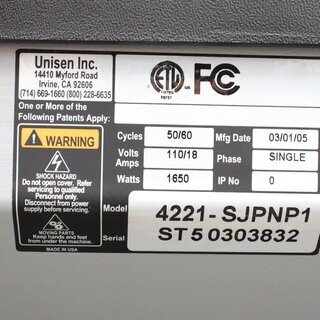 Unisen Inc.
14410 Myford Road
Irvine, CA 92606
(714) 669-1660 (800) 228-6635
One or More of the
Following Patents Apply:
ETL US
LISTED
FC
WARNING
SHOCK HAZARD
Do not open cover. Refer
servicing to qualified
Personnel only.
Disconnect from power
supply before servicing.
MOVING PARTS
Keep hands and feet
from under the unit.
MADE IN USA
Cycles 50/60 Mfg Date 03/01/05
Volts 110/18 Phase SINGLE
Amps
Watts 1650 IP No 0
Model 4221-SJPNP1
Serial ST50303832